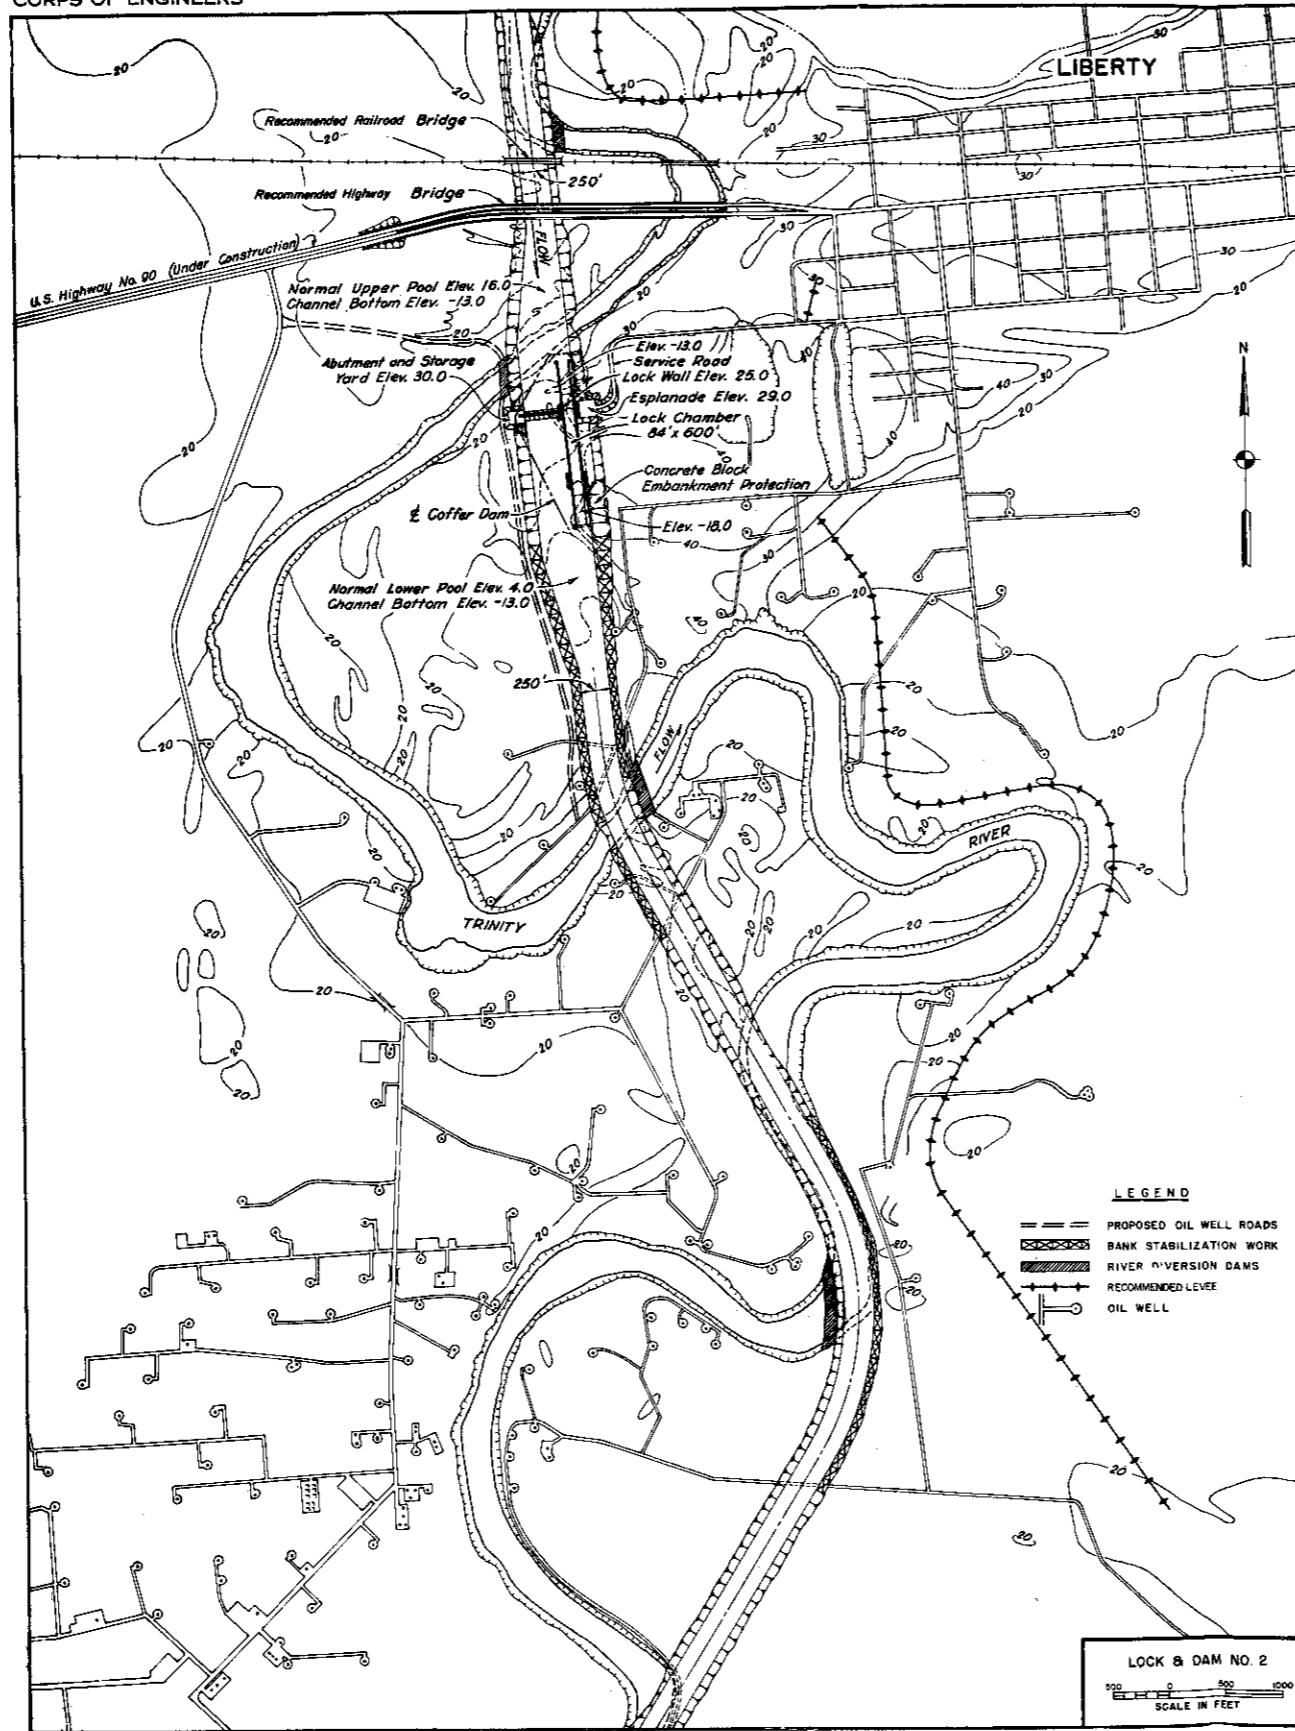 CORPS OF ENGINEERS
LIBERTY
Recommended Railroad Bridge
250'
Recommended Highway Bridge
FLOW
U.S. Highway No. 90 (Under Construction)
Normal Upper Pool Elev. 16.0
Channel Bottom Elev. -13.0
Abutment and Storage
Yard Elev. 30.0
Elev. -13.0
Service Road
Lock Wall Elev. 25.0
Esplanade Elev. 29.0
Lock Chamber
84' x 600'
Concrete Block
Embankment Protection
₵ Coffer Dam
Elev. -18.0
Normal Lower Pool Elev. 4.0
Channel Bottom Elev. -13.0
250'
FLOW
N
RIVER
TRINITY
LEGEND
PROPOSED OIL WELL ROADS
BANK STABILIZATION WORK
RIVER DIVERSION DAMS
RECOMMENDED LEVEE
OIL WELL
LOCK & DAM NO. 2
500 0 500 1000
SCALE IN FEET
20
30
40